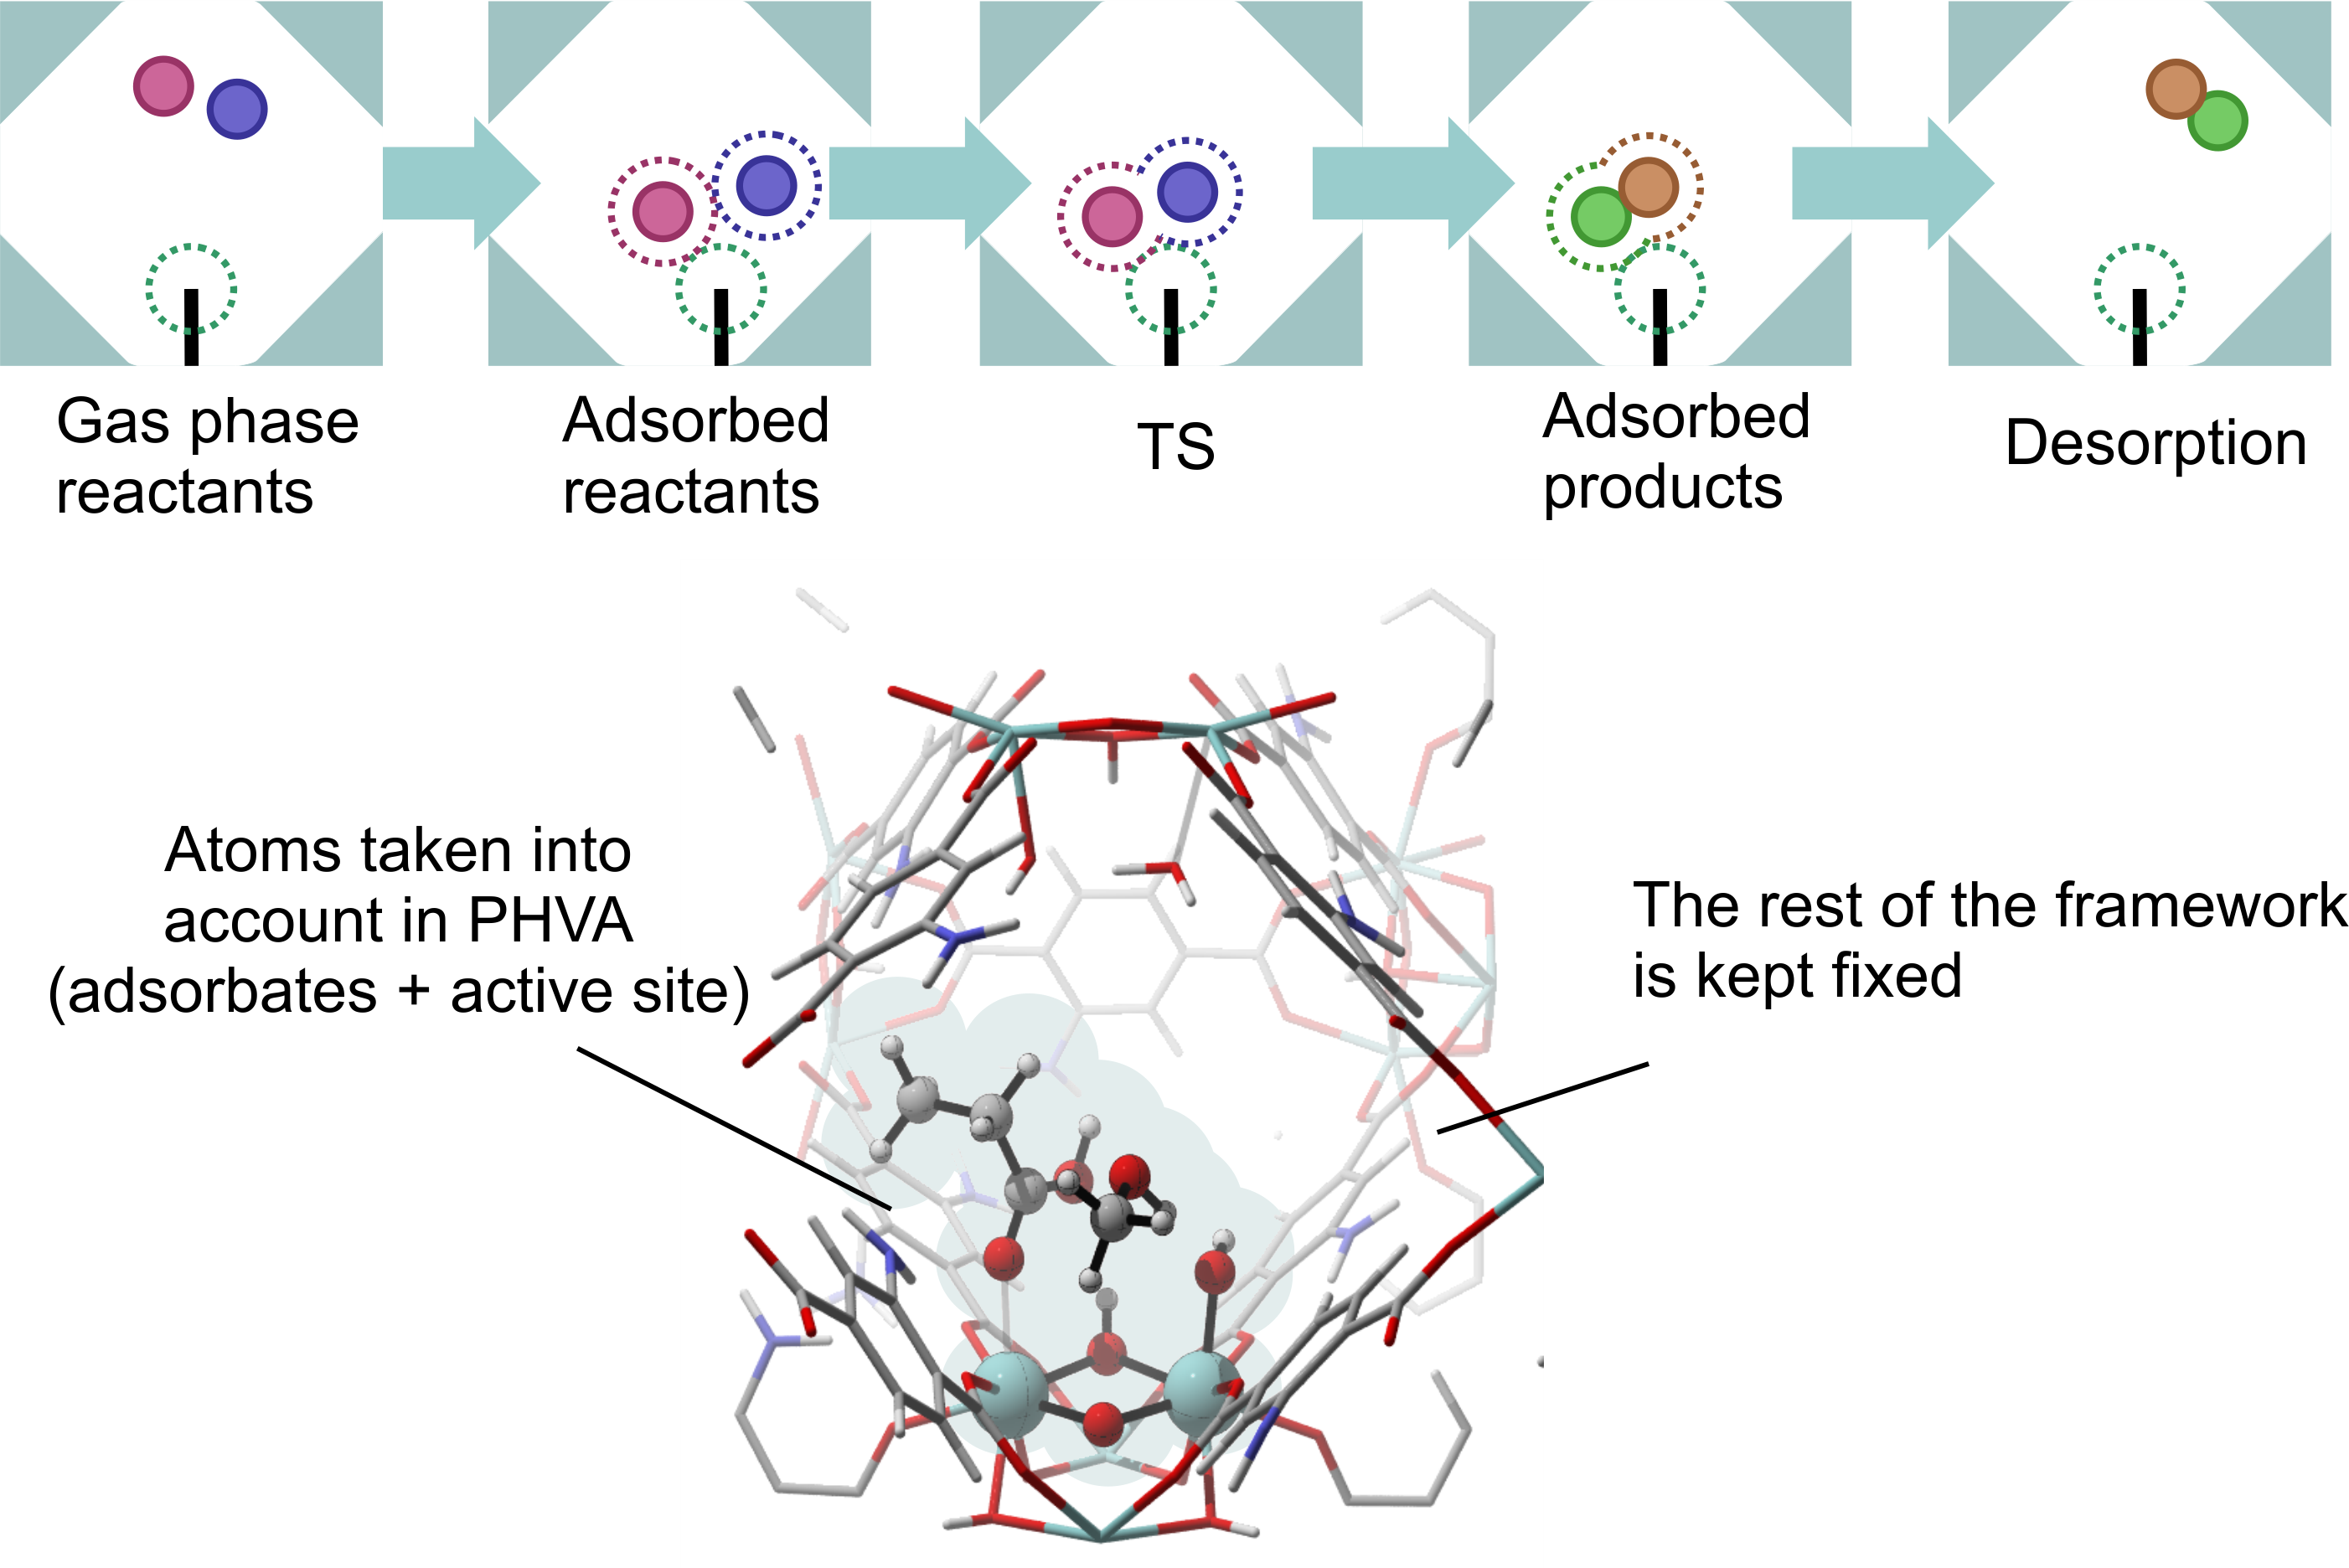 Gas phase
reactants
Adsorbed
reactants
TS
Adsorbed
products
Desorption
Atoms taken into
account in PHVA
(adsorbates + active site)
The rest of the framework
is kept fixed